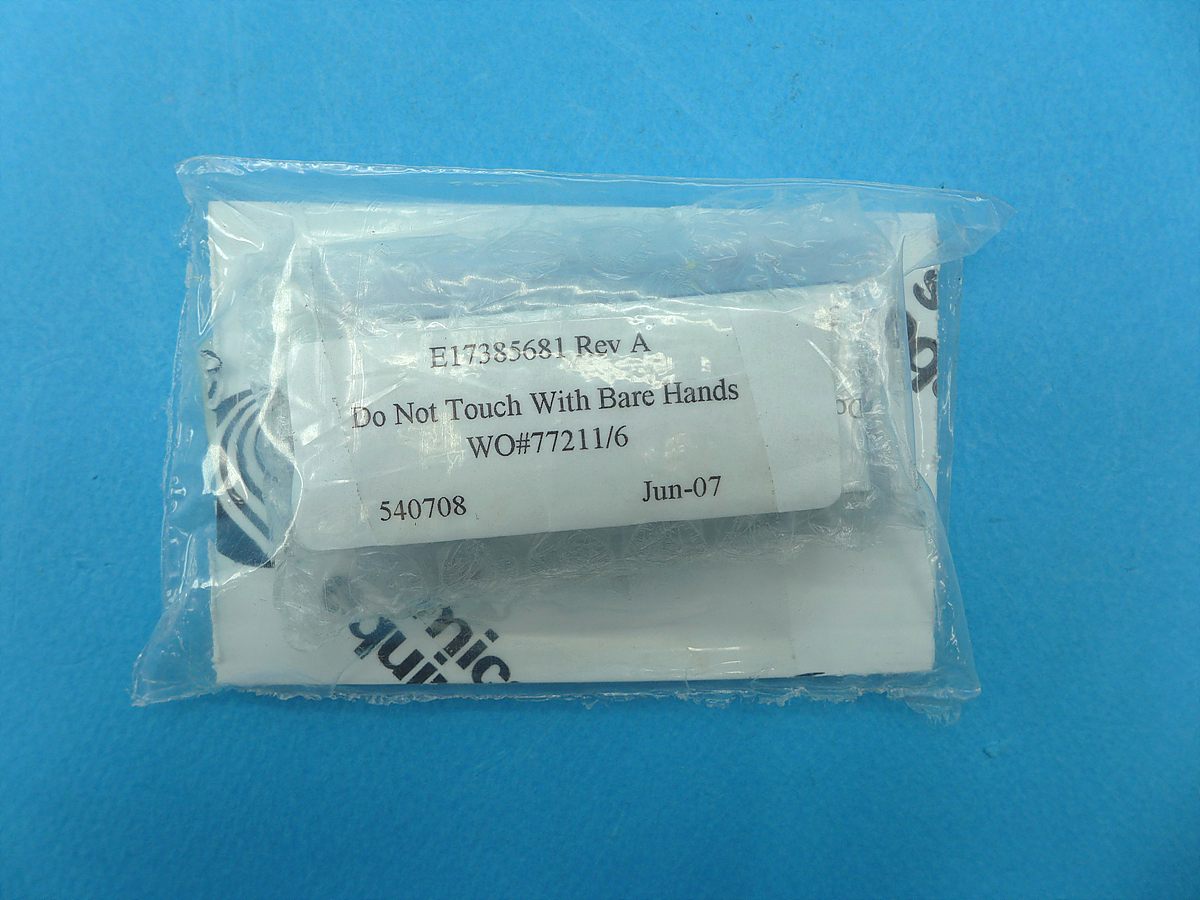 E17385681 Rev A
Do Not Touch With Bare Hands
WO#77211/6
540708 Jun-07